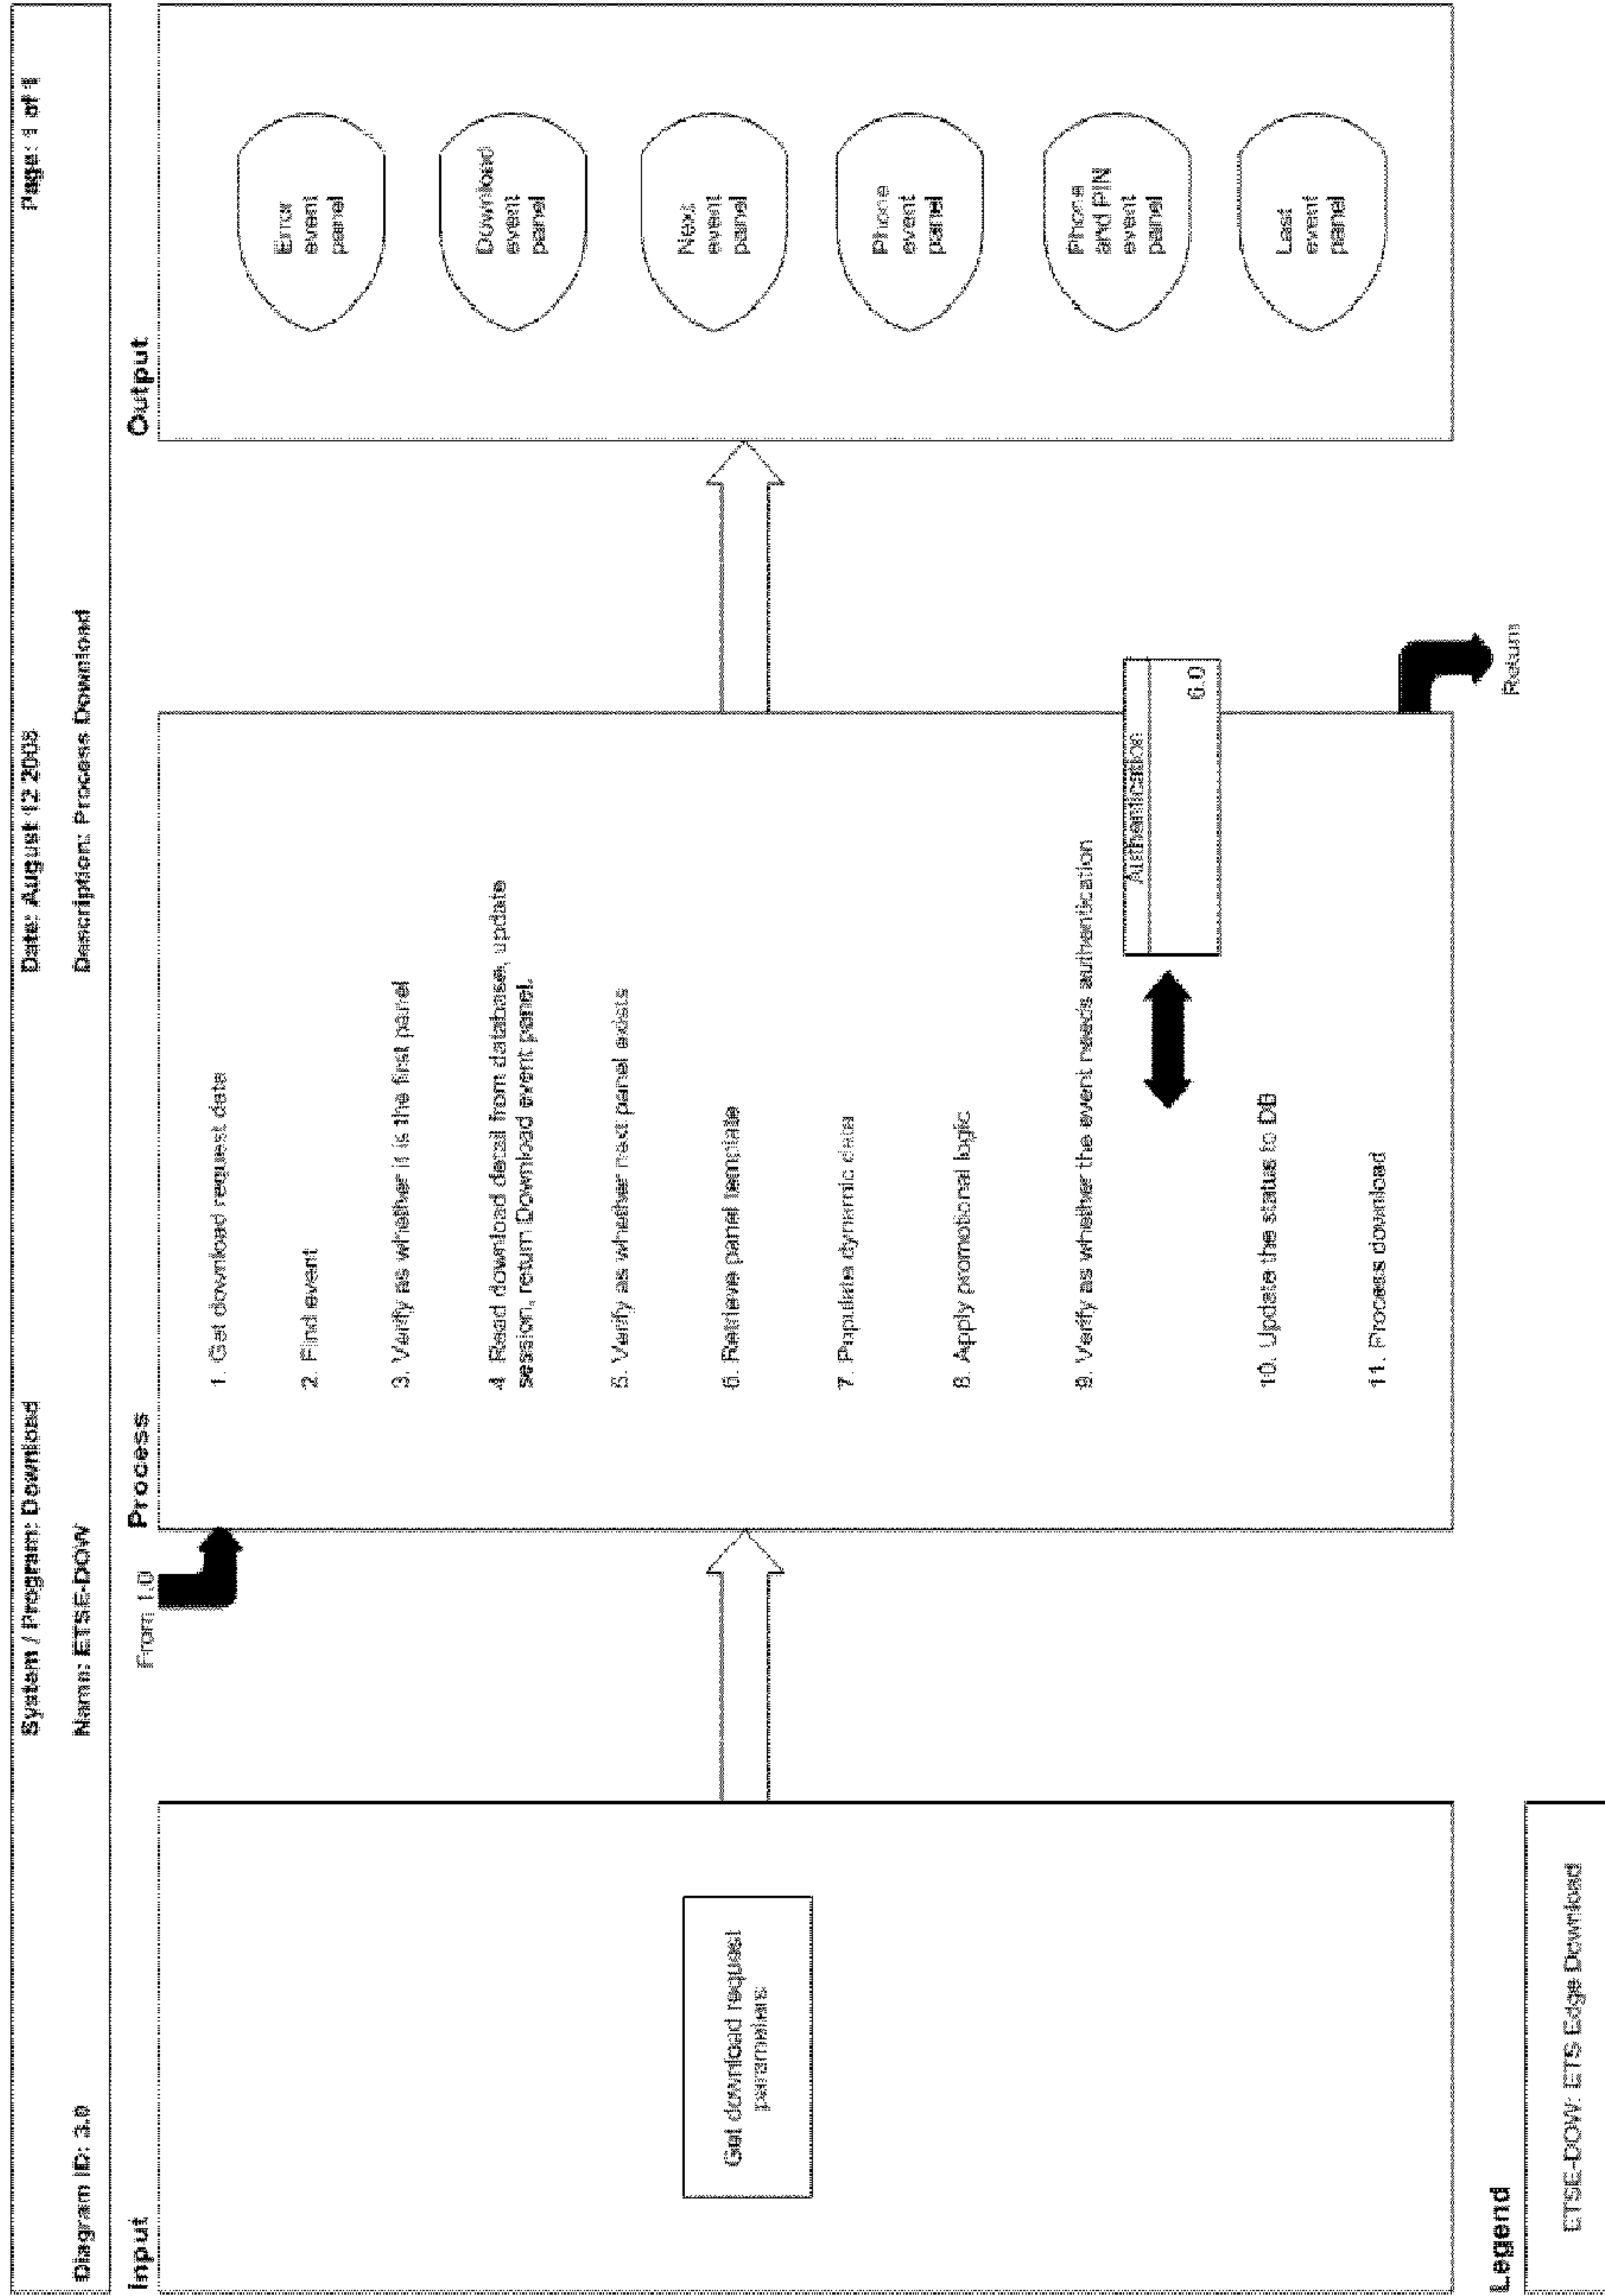 System / Program: Download
Date: August 12 2008
Page: 1 of 1
Diagram ID: 3.0
Name: ETSE-DOW
Description: Process Download
Input
From 1.0
Process
Output
Get download request
parameters
1. Get download request data
2. Find event
3. Verify as whether it is the first panel
4. Read download detail from database, update
session, return Download event panel.
5. Verify as whether next panel exists
6. Retrieve panel template
7. Populate dynamic data
8. Apply promotional logic
9. Verify as whether the event needs authentication
Authentication
6.0
10. Update the status to DB
11. Process download
Return
Error
event
panel
Download
event
panel
Next
event
panel
Phone
event
panel
Phone
and PIN
event
panel
Last
event
panel
Legend
ETSE-DOW: ETS Edge Download